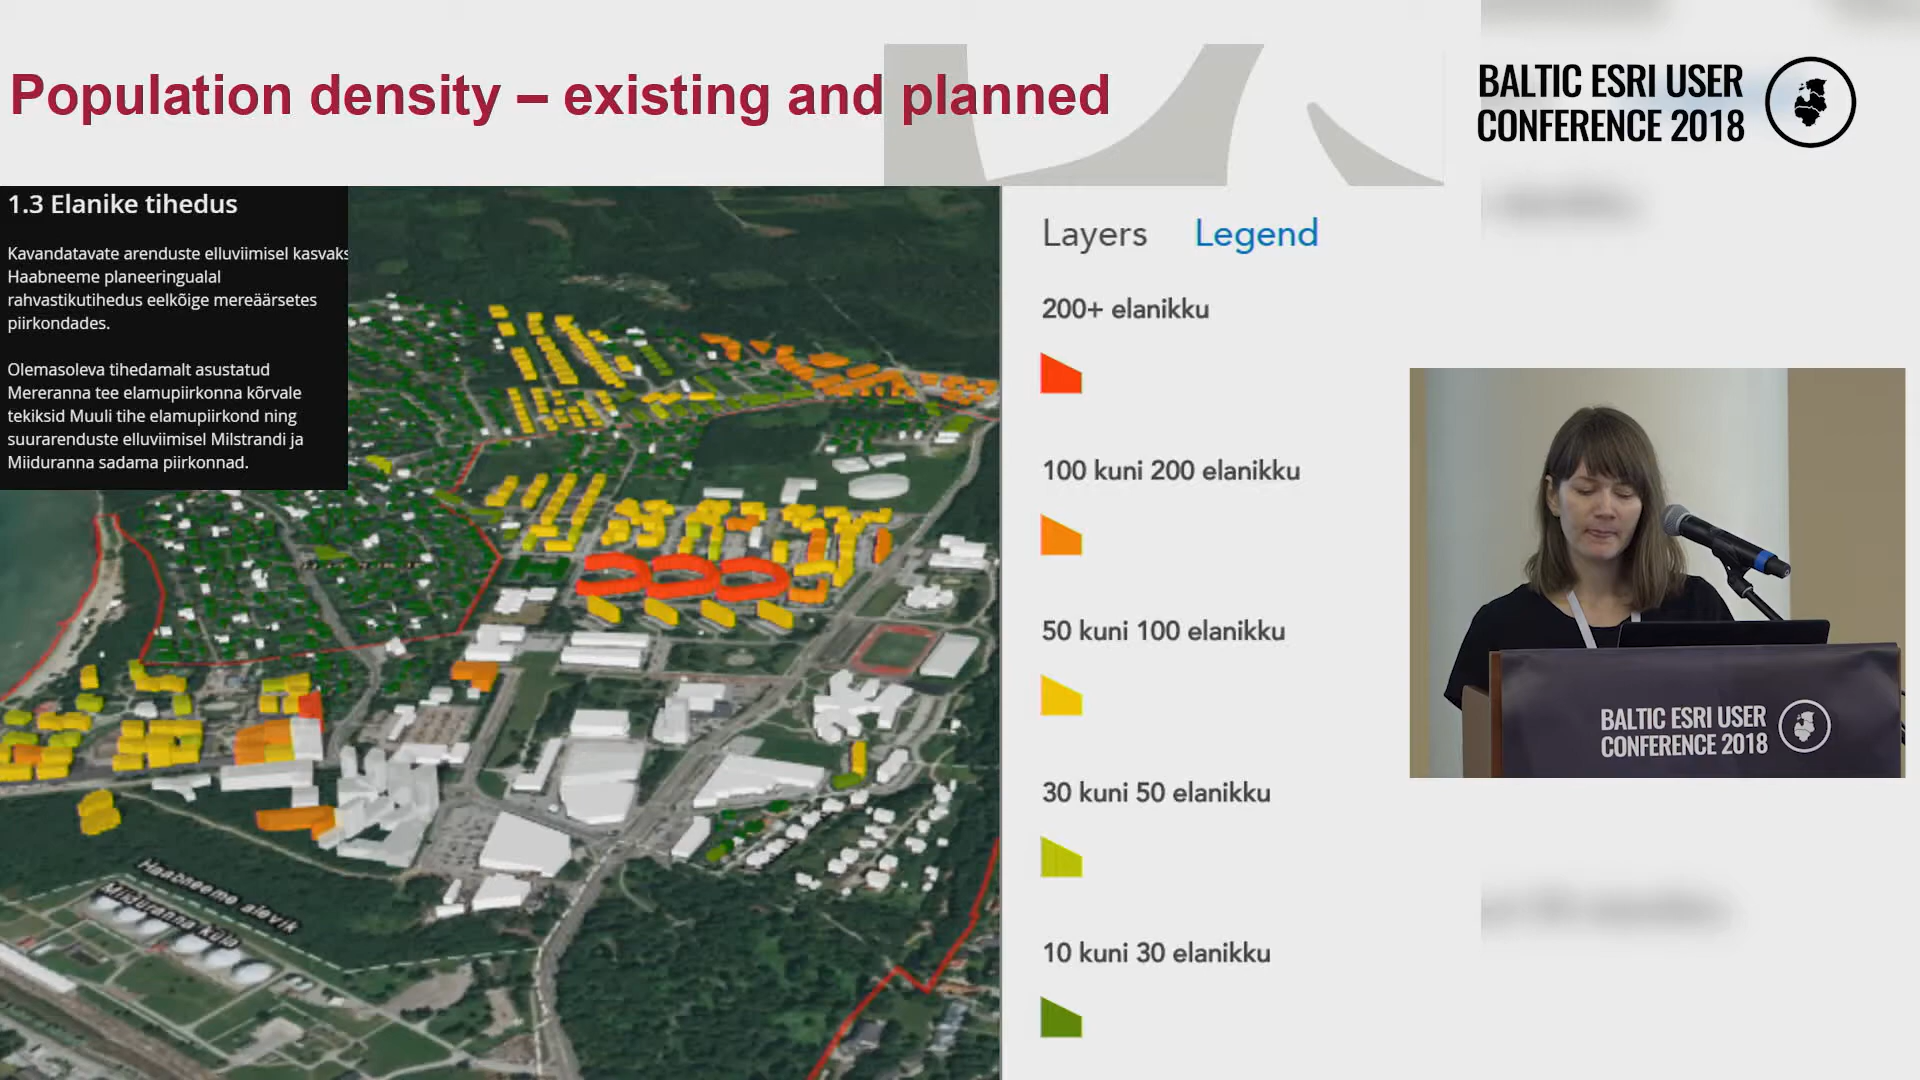 Population density – existing and planned
BALTIC ESRI USER
CONFERENCE 2018
1.3 Elanike tihedus
Kavandatavate arenduste elluviimisel kasvaks
Haabneeme planeeringualal
rahvastikutihedus eelkõige mereäärsetes
piirkondades.
Olemasoleva tihedamalt asustatud
Mereranna tee elamupiirkonna kõrvale
tekiksid Muuli tihe elamupiirkond ning
suurarenduste elluviimisel Milstrandi ja
Miiduranna sadama piirkonnad.
Haabneeme alevik
Miiduranna küla
Layers Legend
200+ elanikku
100 kuni 200 elanikku
50 kuni 100 elanikku
30 kuni 50 elanikku
10 kuni 30 elanikku
BALTIC ESRI USER
CONFERENCE 2018